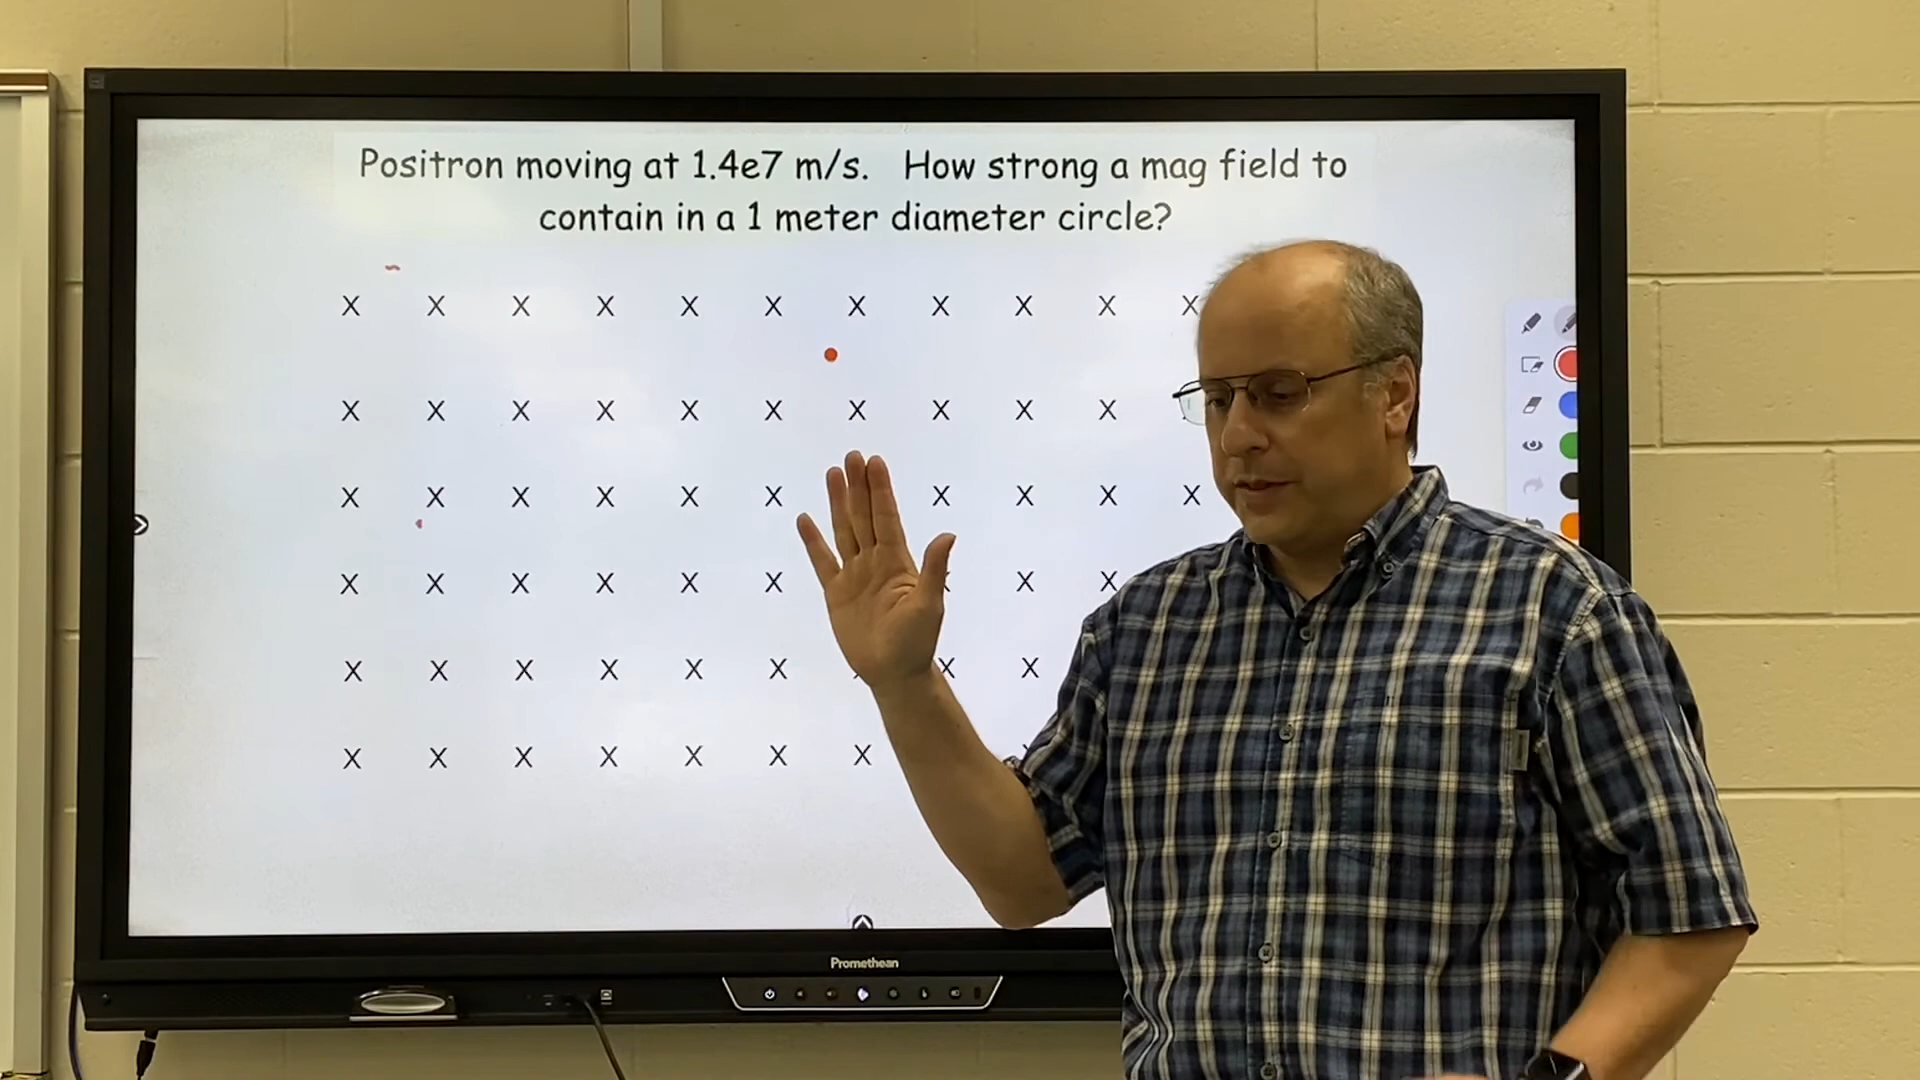 Positron moving at 1.4e7 m/s. How strong a mag field to
contain in a 1 meter diameter circle?
X X X X X X X X X X X
X X X X X X X X X X
X X X X X X X X X X
X X X X X X X X X
X X X X X X X X
X X X X X X X
Promethean